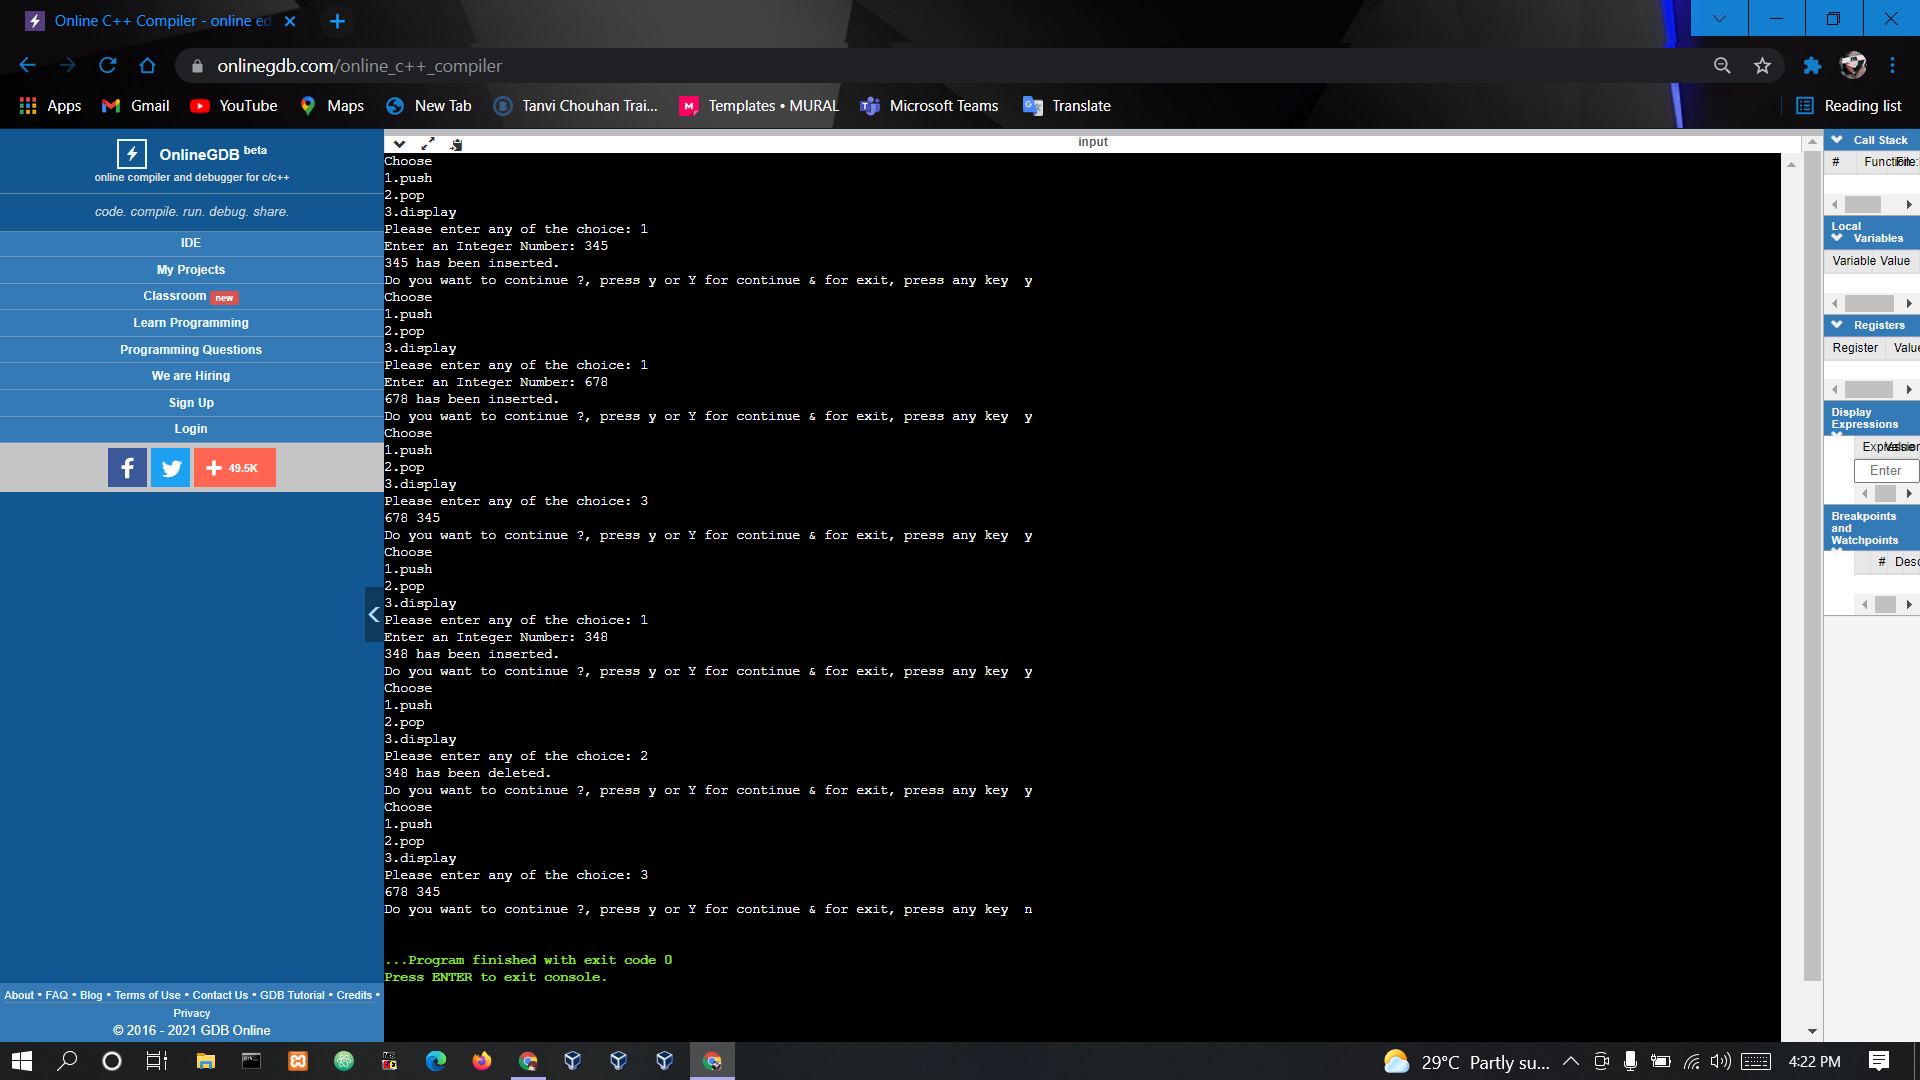 Online C++ Compiler - online ed
onlinegdb.com/online_c++_compiler
Apps Gmail YouTube Maps New Tab Tanvi Chouhan Trai... Templates • MURAL Microsoft Teams Translate Reading list
OnlineGDB beta
online compiler and debugger for c/c++
code. compile. run. debug. share.
IDE
My Projects
Classroom new
Learn Programming
Programming Questions
We are Hiring
Sign Up
Login
f + 49.5K
About • FAQ • Blog • Terms of Use • Contact Us • GDB Tutorial • Credits •
Privacy
© 2016 - 2021 GDB Online
input
Choose
1.push
2.pop
3.display
Please enter any of the choice: 1
Enter an Integer Number: 345
345 has been inserted.
Do you want to continue ?, press y or Y for continue & for exit, press any key  y
Choose
1.push
2.pop
3.display
Please enter any of the choice: 1
Enter an Integer Number: 678
678 has been inserted.
Do you want to continue ?, press y or Y for continue & for exit, press any key  y
Choose
1.push
2.pop
3.display
Please enter any of the choice: 3
678 345
Do you want to continue ?, press y or Y for continue & for exit, press any key  y
Choose
1.push
2.pop
3.display
Please enter any of the choice: 1
Enter an Integer Number: 348
348 has been inserted.
Do you want to continue ?, press y or Y for continue & for exit, press any key  y
Choose
1.push
2.pop
3.display
Please enter any of the choice: 2
348 has been deleted.
Do you want to continue ?, press y or Y for continue & for exit, press any key  y
Choose
1.push
2.pop
3.display
Please enter any of the choice: 3
678 345
Do you want to continue ?, press y or Y for continue & for exit, press any key  n
...Program finished with exit code 0
Press ENTER to exit console.
Call Stack
# Function File:
Local
Variables
Variable Value
Registers
Register Value
Display
Expressions
Expression Value
Enter
Breakpoints
and
Watchpoints
# Desc
29°C Partly su... 4:22 PM